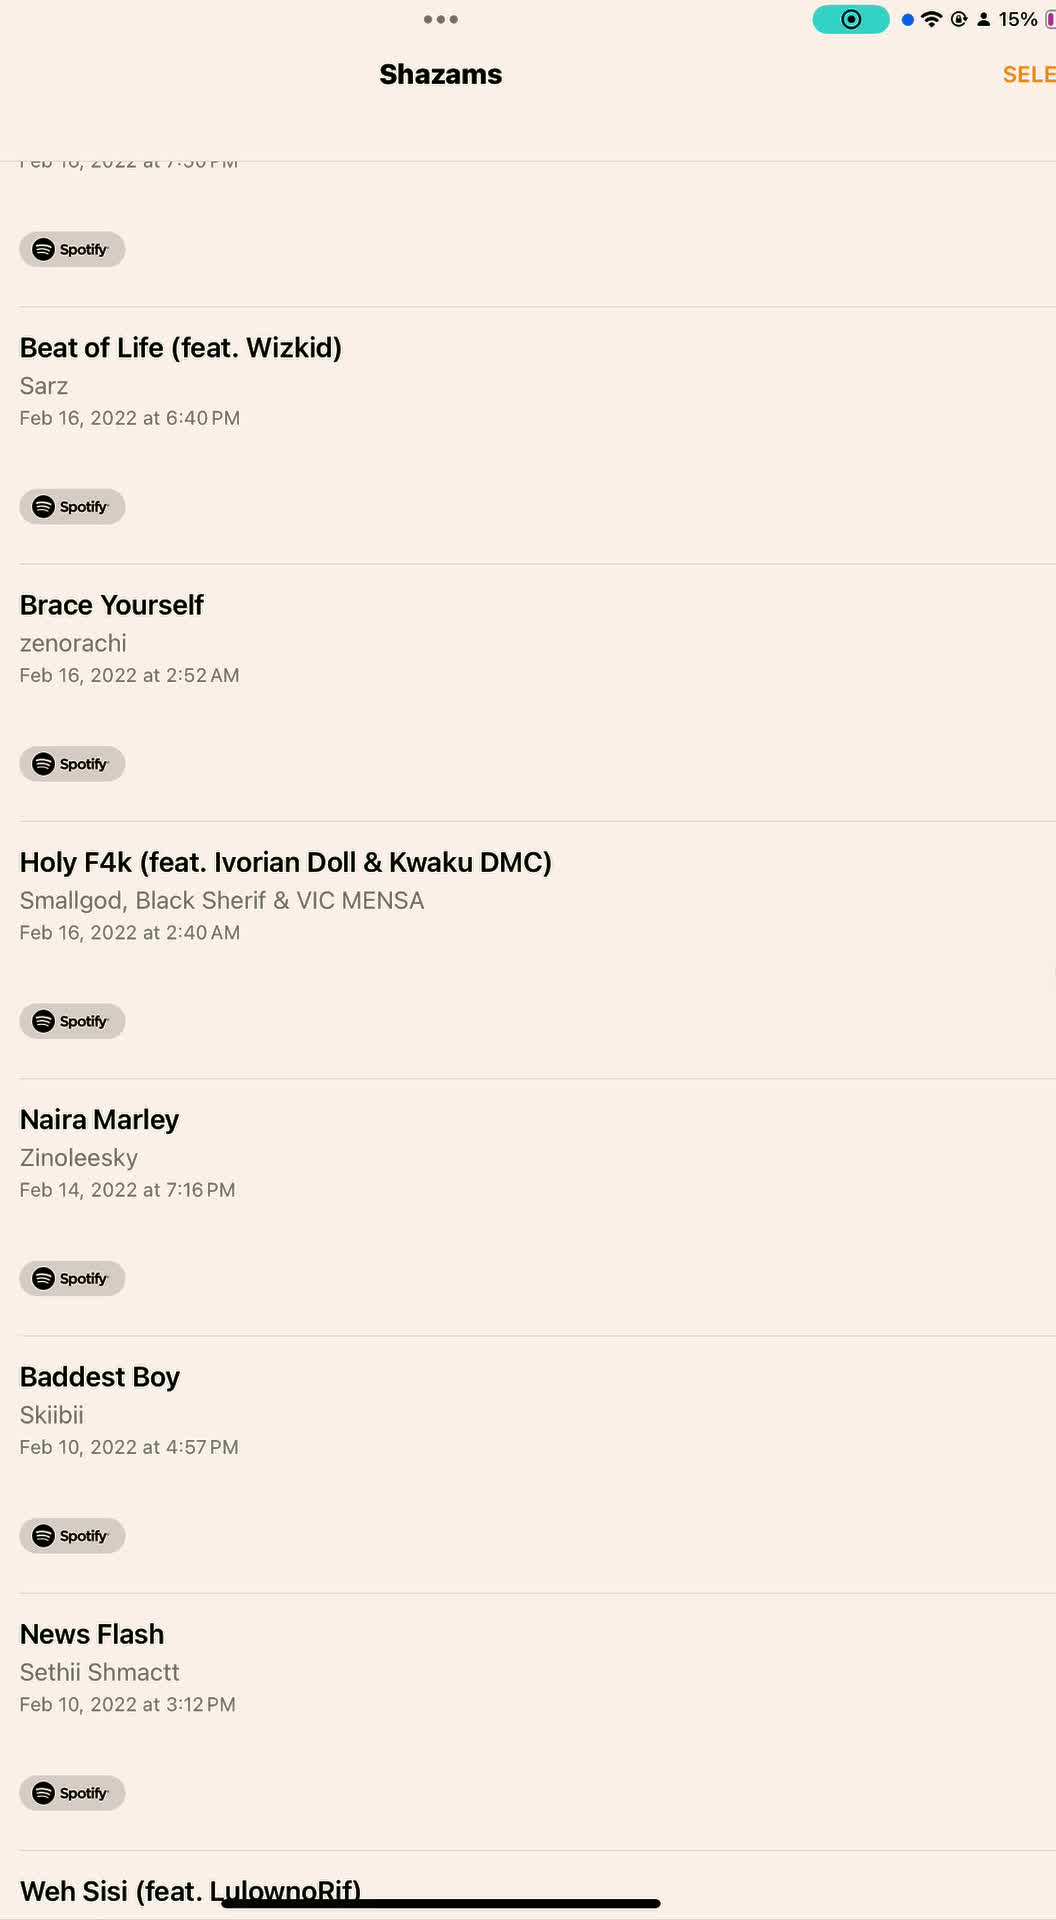 15%
Shazams
Spotify
Beat of Life (feat. Wizkid)
Sarz
Feb 16, 2022 at 6:40 PM
Spotify
Brace Yourself
zenorachi
Feb 16, 2022 at 2:52 AM
Spotify
Holy F4k (feat. Ivorian Doll & Kwaku DMC)
Smallgod, Black Sherif & VIC MENSA
Feb 16, 2022 at 2:40 AM
Spotify
Naira Marley
Zinoleesky
Feb 14, 2022 at 7:16 PM
Spotify
Baddest Boy
Skiibii
Feb 10, 2022 at 4:57 PM
Spotify
News Flash
Sethii Shmactt
Feb 10, 2022 at 3:12 PM
Spotify
Weh Sisi (feat. LulownoRif)